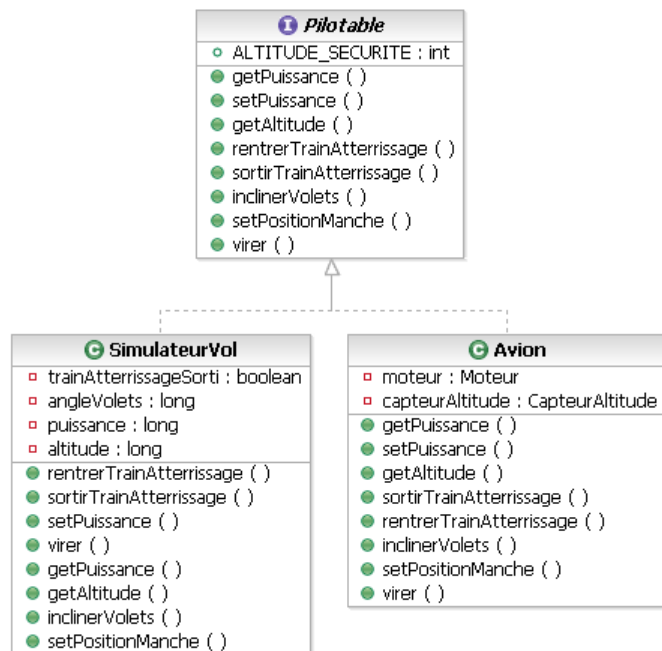 I Pilotable
ALTITUDE_SECURITE : int
getPuissance ( )
setPuissance ( )
getAltitude ( )
rentrerTrainAtterrissage ( )
sortirTrainAtterrissage ( )
inclinerVolets ( )
setPositionManche ( )
virer ( )
C SimulateurVol
trainAtterrissageSorti : boolean
angleVolets : long
puissance : long
altitude : long
rentrerTrainAtterrissage ( )
sortirTrainAtterrissage ( )
setPuissance ( )
virer ( )
getPuissance ( )
getAltitude ( )
inclinerVolets ( )
setPositionManche ( )
C Avion
moteur : Moteur
capteurAltitude : CapteurAltitude
getPuissance ( )
setPuissance ( )
getAltitude ( )
sortirTrainAtterrissage ( )
rentrerTrainAtterrissage ( )
inclinerVolets ( )
setPositionManche ( )
virer ( )